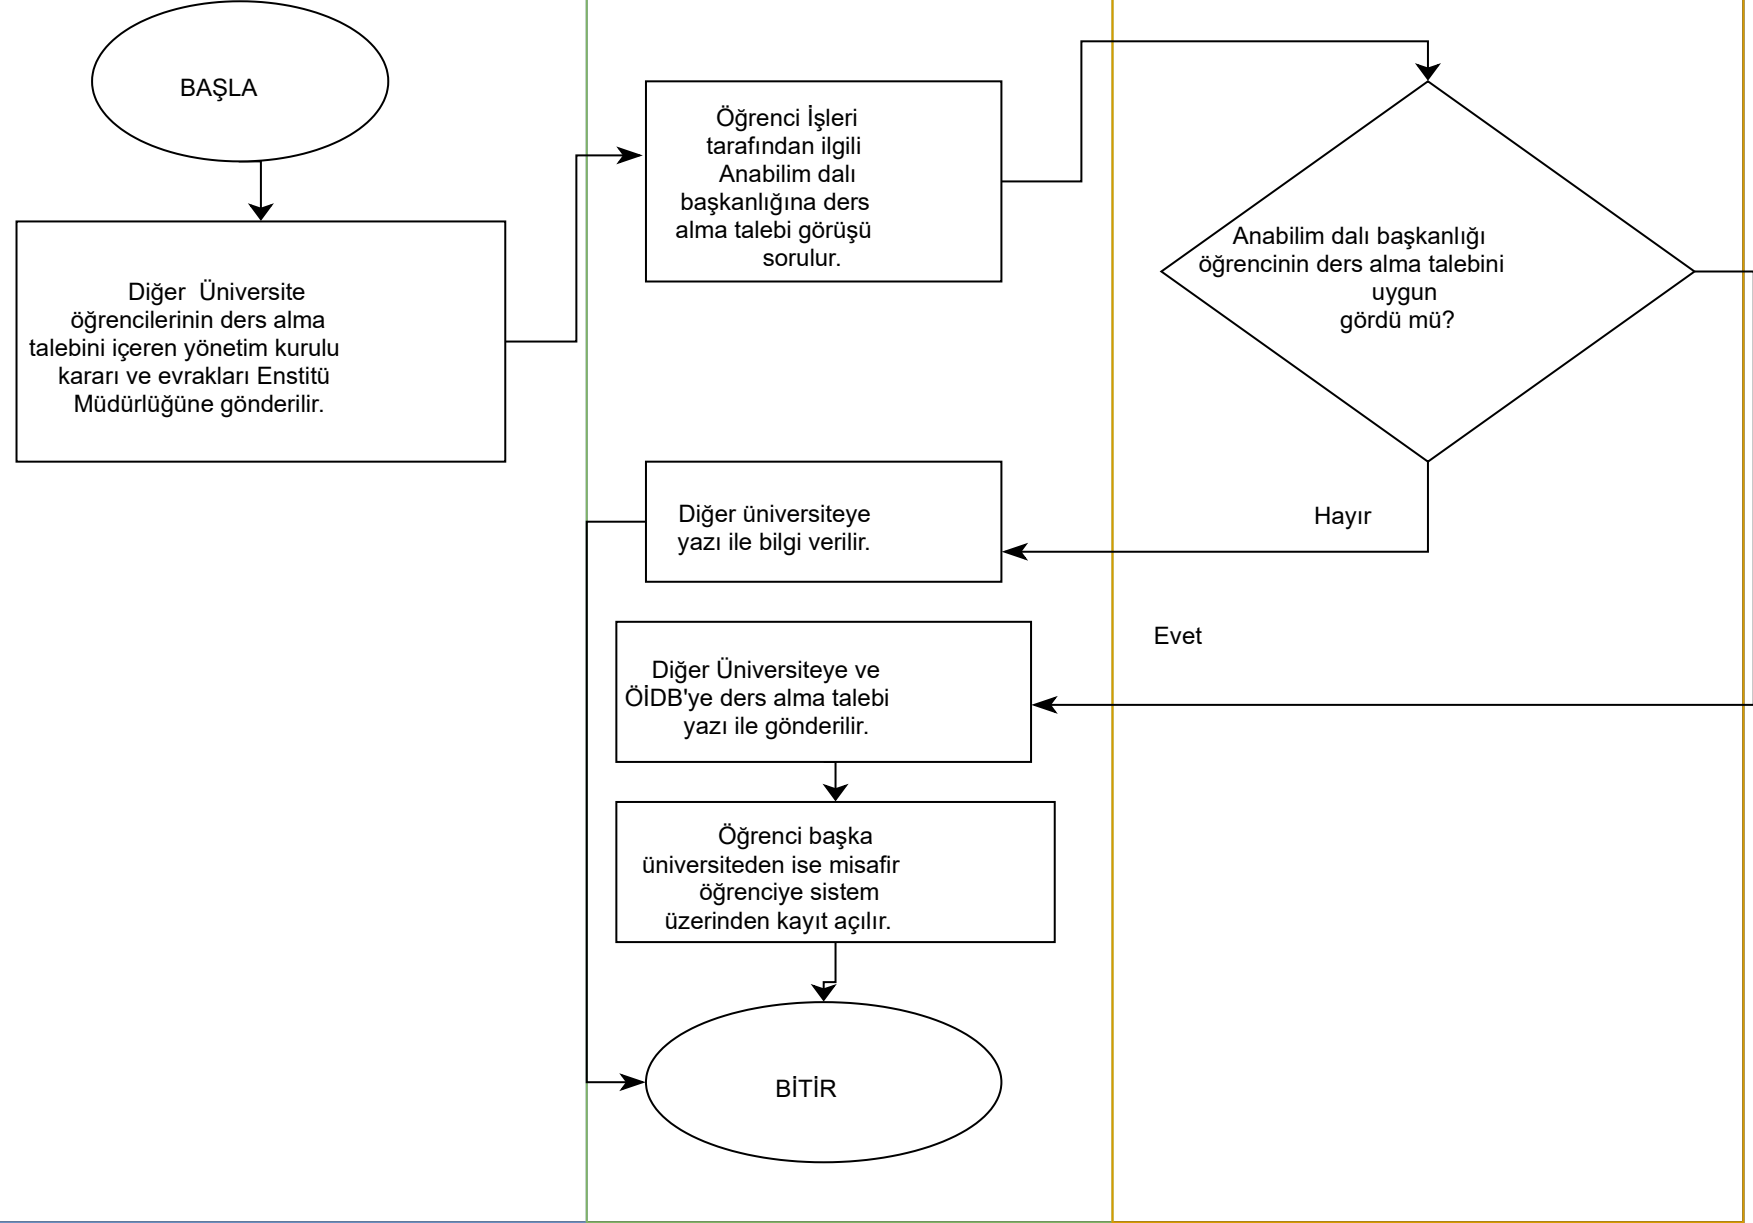 BAŞLA
Diğer  Üniversite
öğrencilerinin ders alma
talebini içeren yönetim kurulu
kararı ve evrakları Enstitü
Müdürlüğüne gönderilir.
Öğrenci İşleri
tarafından ilgili
Anabilim dalı
başkanlığına ders
alma talebi görüşü
sorulur.
Anabilim dalı başkanlığı
öğrencinin ders alma talebini
uygun
gördü mü?
Hayır
Diğer üniversiteye
yazı ile bilgi verilir.
Evet
Diğer Üniversiteye ve
ÖİDB'ye ders alma talebi
yazı ile gönderilir.
Öğrenci başka
üniversiteden ise misafir
öğrenciye sistem
üzerinden kayıt açılır.
BİTİR